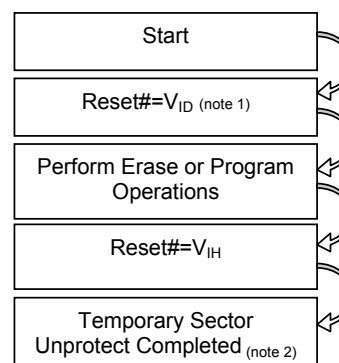 Start
Reset#=VID (note 1)
Perform Erase or Program
Operations
Reset#=VIH
Temporary Sector
Unprotect Completed (note 2)